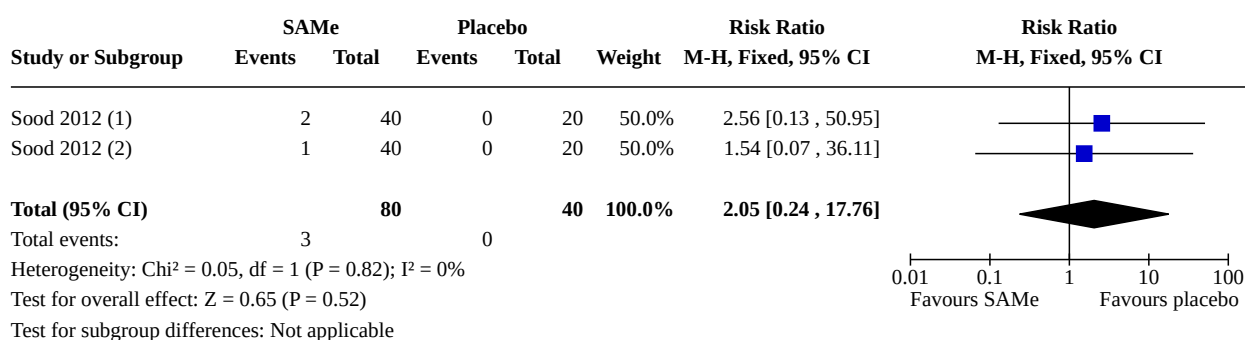 SAMe Placebo Risk Ratio Risk Ratio
Study or Subgroup Events Total Events Total Weight M-H, Fixed, 95% CI M-H, Fixed, 95% CI
Sood 2012 (1) 2 40 0 20 50.0% 2.56 [0.13 , 50.95]
Sood 2012 (2) 1 40 0 20 50.0% 1.54 [0.07 , 36.11]
Total (95% CI) 80 40 100.0% 2.05 [0.24 , 17.76]
Total events: 3 0
Heterogeneity: Chi² = 0.05, df = 1 (P = 0.82); I² = 0%
0.01 0.1 1 10 100
Test for overall effect: Z = 0.65 (P = 0.52)
Favours SAMe Favours placebo
Test for subgroup differences: Not applicable